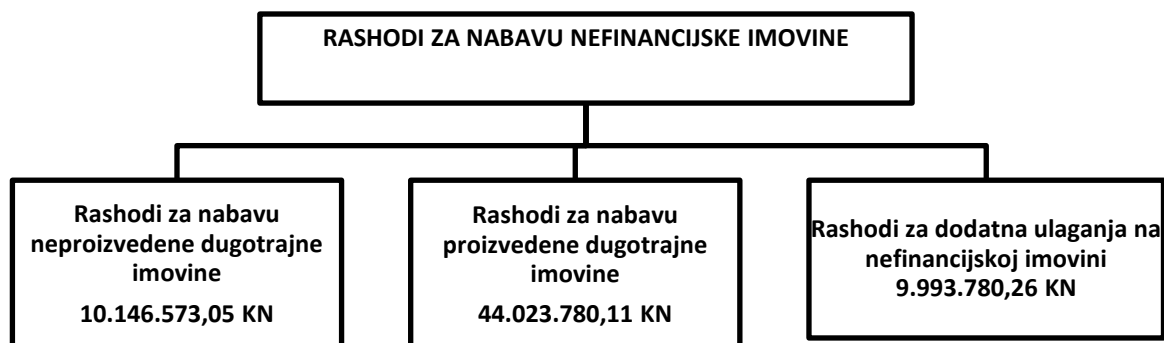 RASHODI ZA NABAVU NEFINANCIJSKE IMOVINE
Rashodi za nabavu
neproizvedene dugotrajne
imovine
10.146.573,05 KN
Rashodi za nabavu
proizvedene dugotrajne
imovine
44.023.780,11 KN
Rashodi za dodatna ulaganja na
nefinancijskoj imovini
9.993.780,26 KN